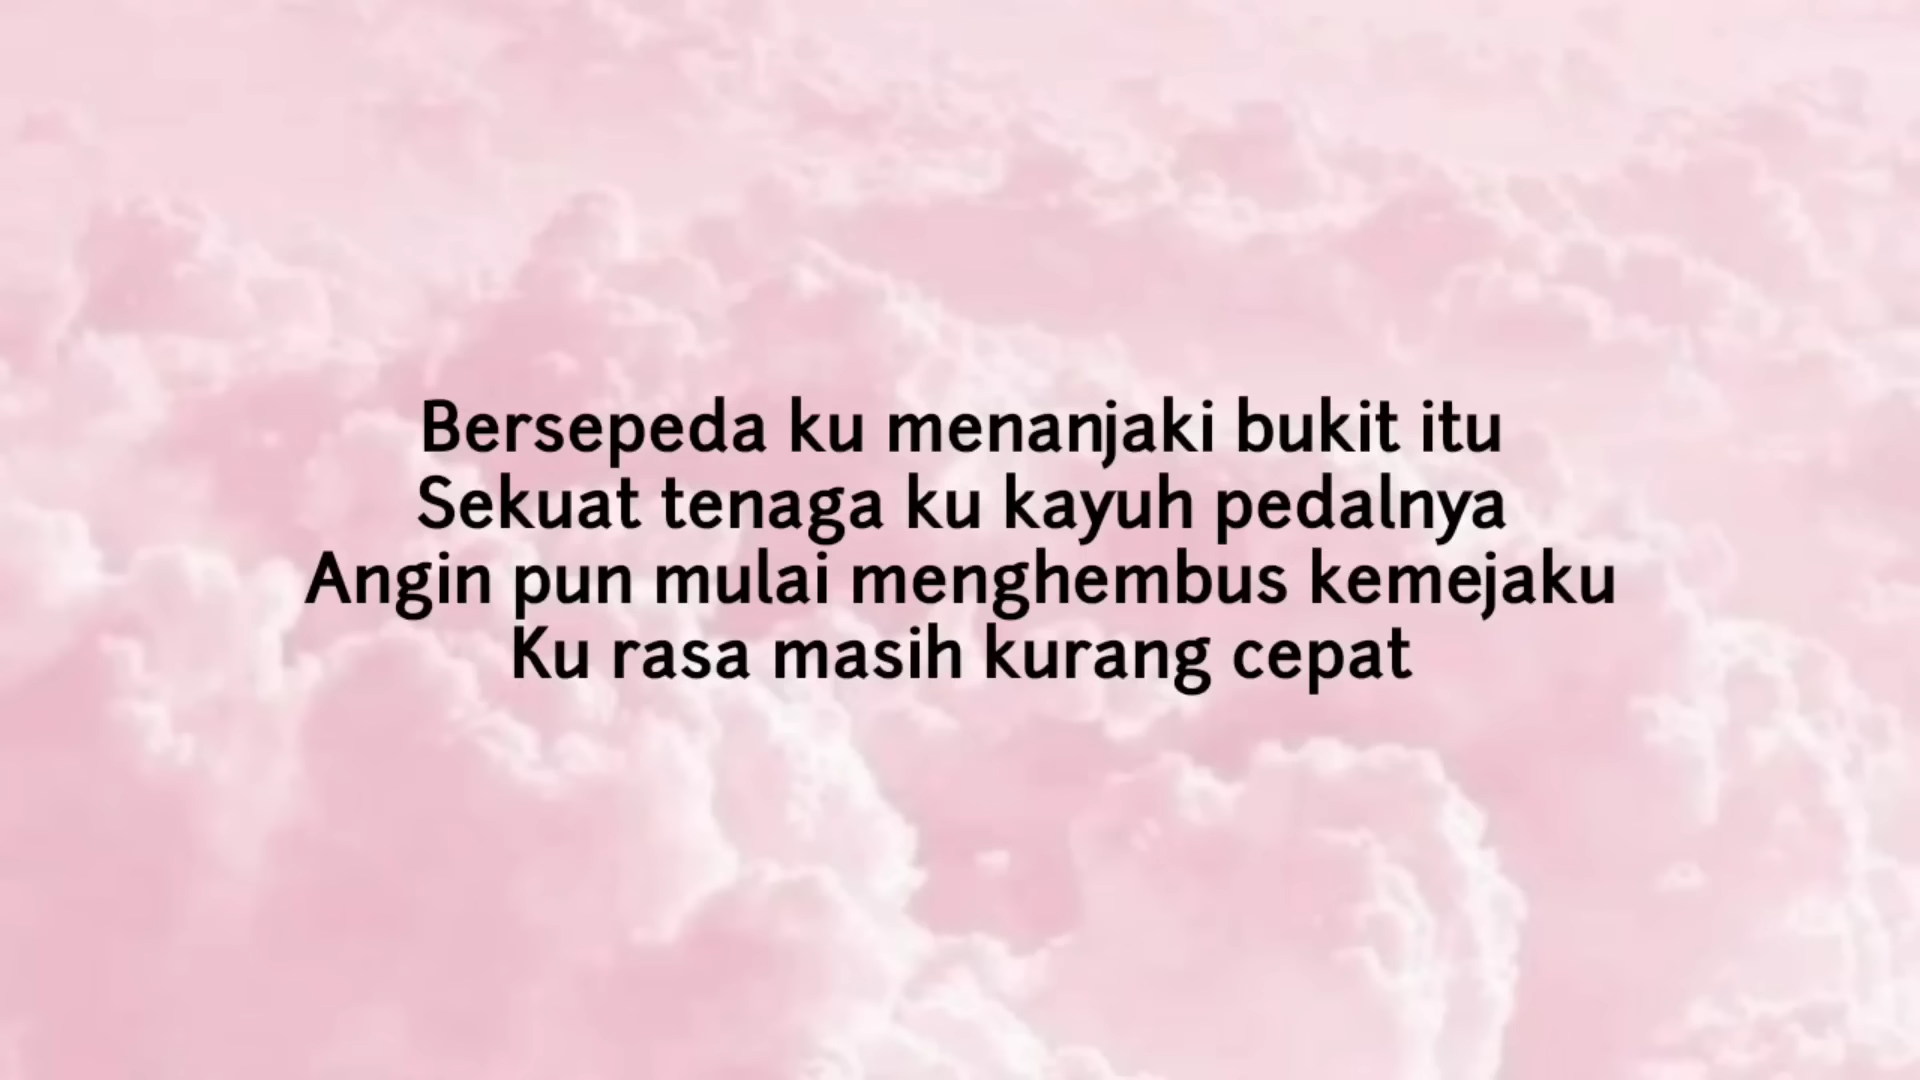 Bersepeda ku menanjaki bukit itu
Sekuat tenaga ku kayuh pedalnya
Angin pun mulai menghembus kemejaku
Ku rasa masih kurang cepat